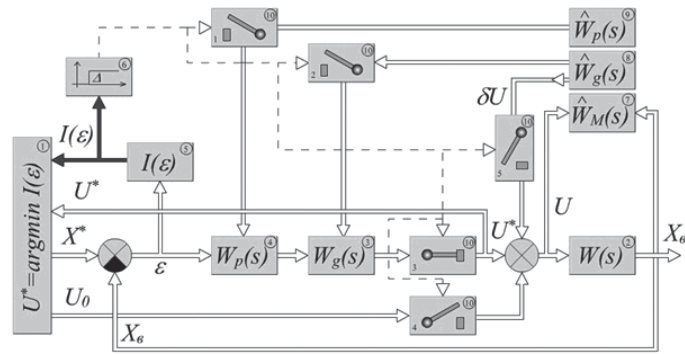 10
1
Ŵp(s) 9
10
2
Ŵg(s) 8
6
Δ
δU
ŴM(s) 7
I(ε)
I(ε) 5
10
5
1
U*=argmin I(ε)
U*
U
X*
ε
Wp(s) 4
Wg(s) 3
10
3
U*
W(s) 2
Xв
U0
10
4
Xв